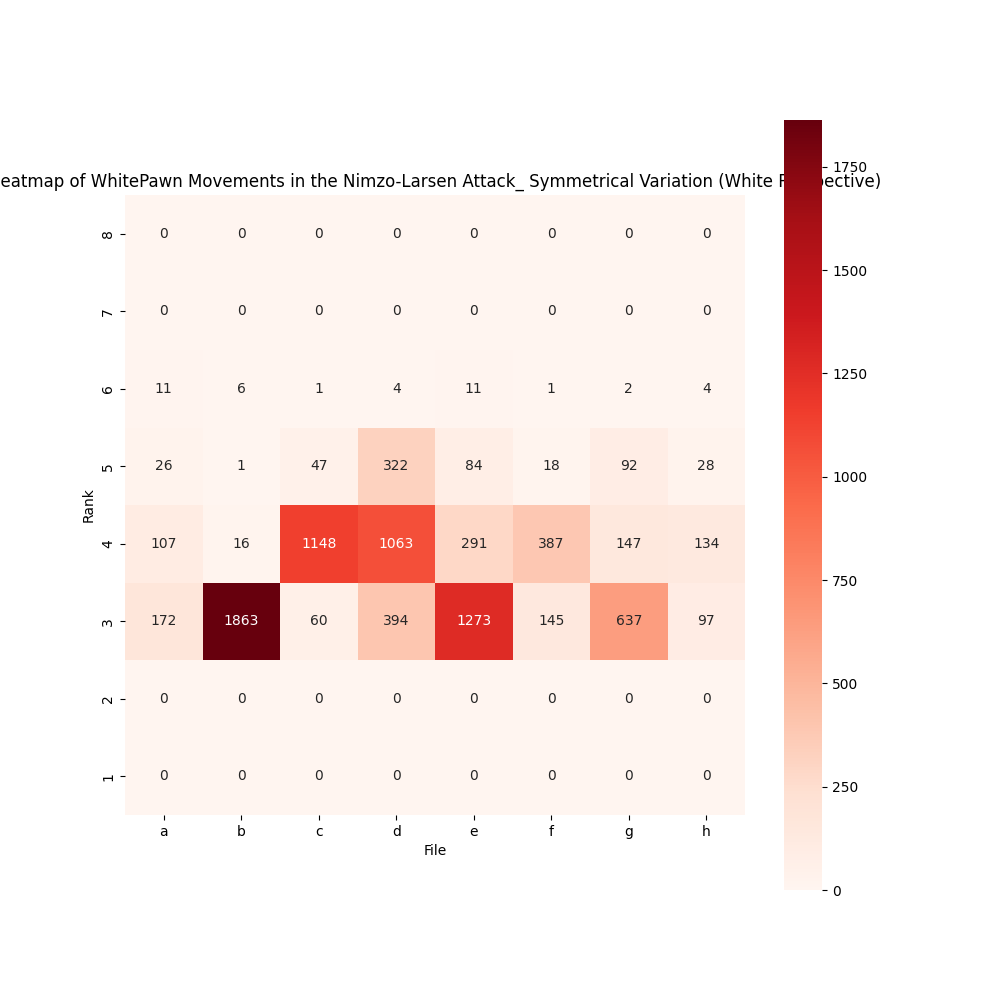 eatmap of WhitePawn Movements in the Nimzo-Larsen Attack_ Symmetrical Variation (White P pective)
1750
8 0 0 0 0 0 0 0 0
1500
7 0 0 0 0 0 0 0 0
6 11 6 1 4 11 1 2 4
1250
5 26 1 47 322 84 18 92 28
1000
Rank
4 107 16 1148 1063 291 387 147 134
750
3 172 1863 60 394 1273 145 637 97
500
2 0 0 0 0 0 0 0 0
1 0 0 0 0 0 0 0 0
250
a b c d e f g h
File
0